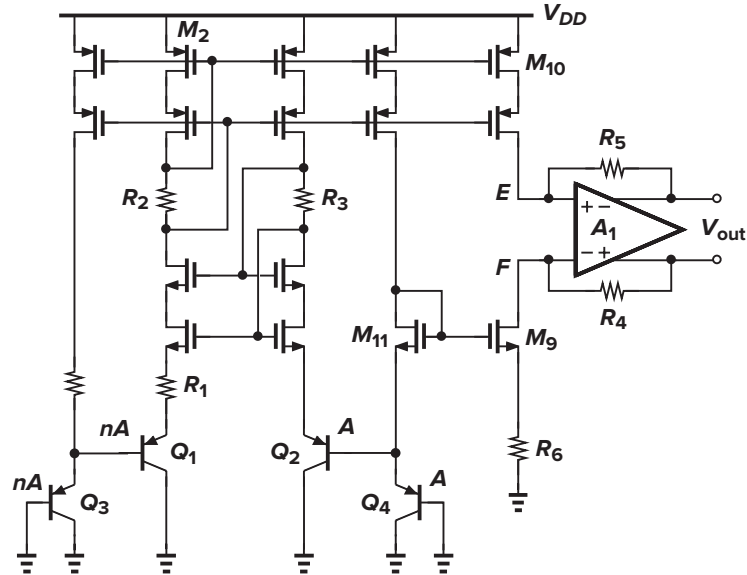 V_DD
M_2
M_10
R_5
E
R_2
R_3
A_1
V_out
+ −
− +
F
R_4
M_11
M_9
R_1
nA
A
Q_1
Q_2
R_6
nA
A
Q_3
Q_4